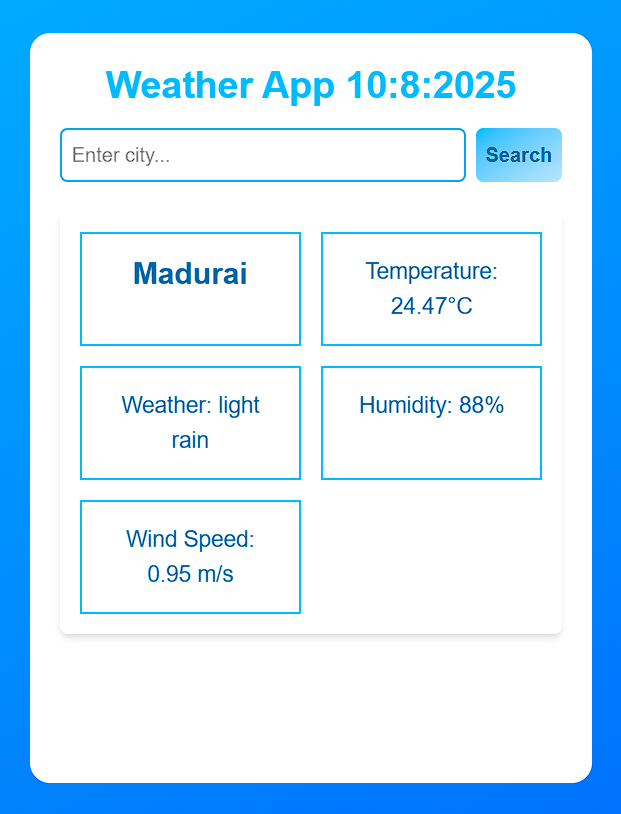 Weather App 10:8:2025
Enter city...
Search
Madurai
Temperature:
24.47°C
Weather: light
rain
Humidity: 88%
Wind Speed:
0.95 m/s